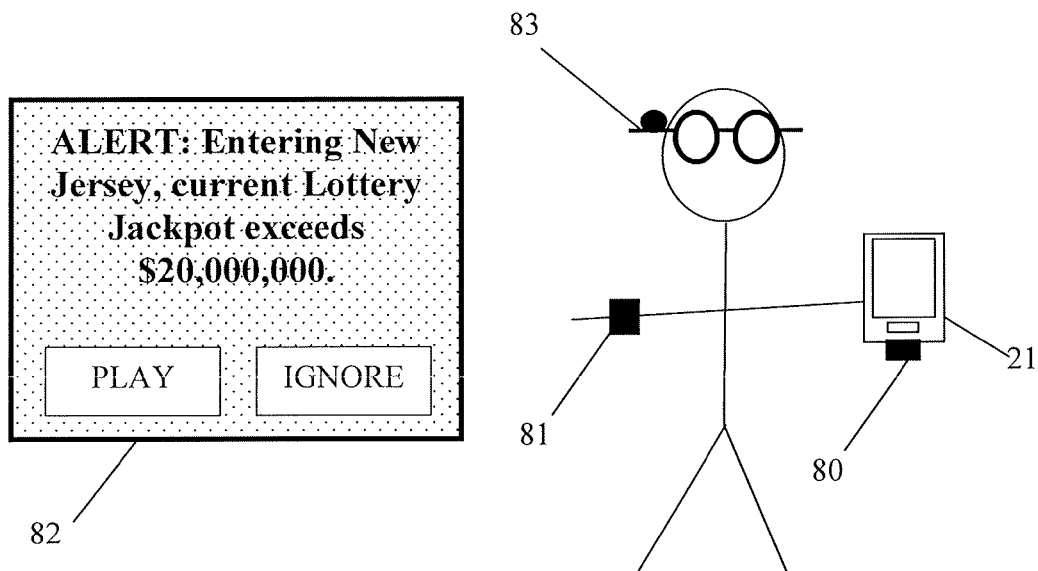 83
ALERT: Entering New
Jersey, current Lottery
Jackpot exceeds
$20,000,000.
PLAY
IGNORE
21
81
80
82